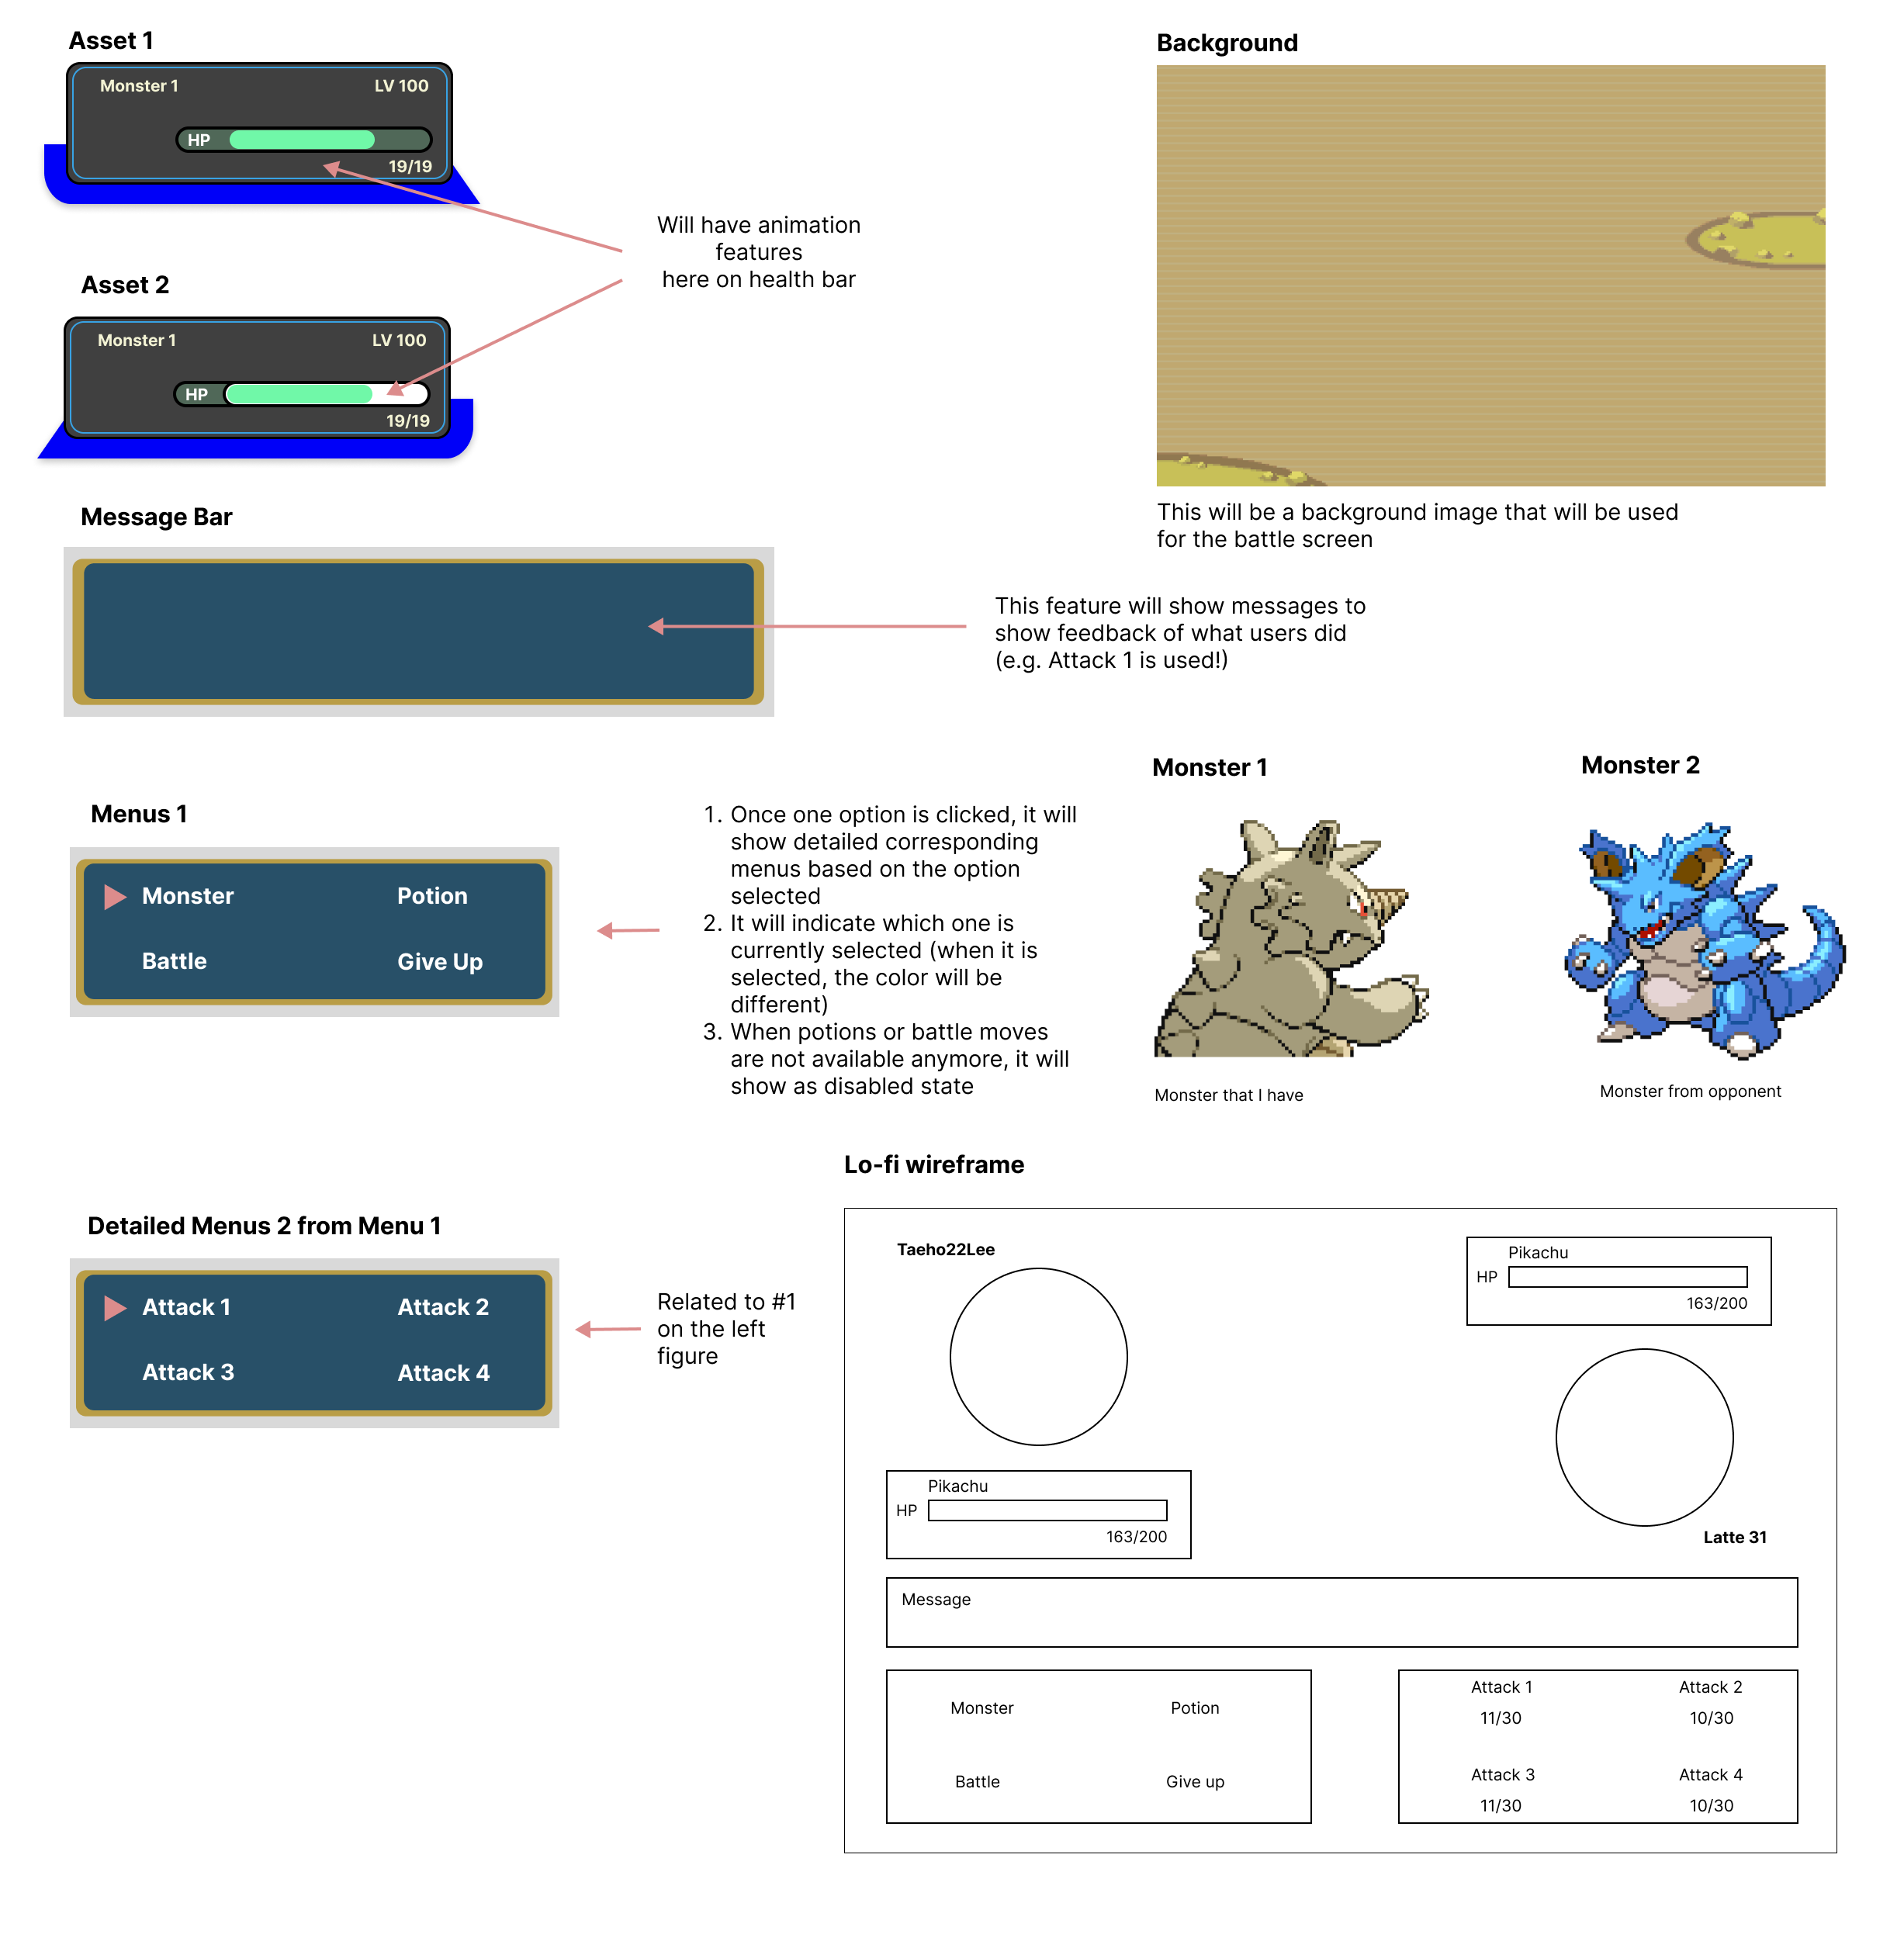 Asset 1
Monster 1
LV 100
HP
19/19
Will have animation
features
here on health bar
Asset 2
Monster 1
LV 100
HP
19/19
Background
This will be a background image that will be used
for the battle screen
Message Bar
This feature will show messages to
show feedback of what users did
(e.g. Attack 1 is used!)
Menus 1
Monster
Potion
Battle
Give Up
1. Once one option is clicked, it will
show detailed corresponding
menus based on the option
selected
2. It will indicate which one is
currently selected (when it is
selected, the color will be
different)
3. When potions or battle moves
are not available anymore, it will
show as disabled state
Monster 1
Monster that I have
Monster 2
Monster from opponent
Detailed Menus 2 from Menu 1
Attack 1
Attack 2
Attack 3
Attack 4
Related to #1
on the left
figure
Lo-fi wireframe
Taeho22Lee
Pikachu
HP
163/200
Pikachu
HP
163/200
Latte 31
Message
Monster
Potion
Battle
Give up
Attack 1
Attack 2
11/30
10/30
Attack 3
Attack 4
11/30
10/30